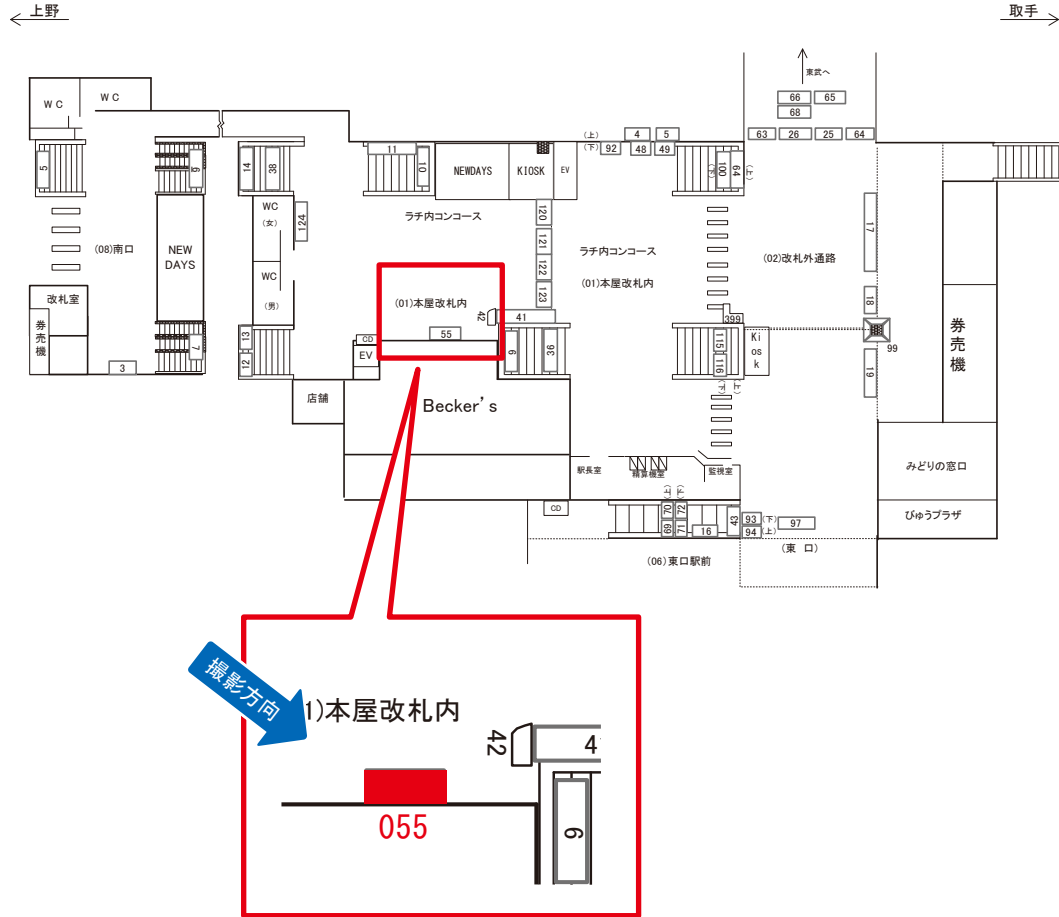 上野
取手
東武へ
WC
WC
66
65
68
63
26
25
64
(上)
4
5
(下)
92
48
49
5
9
14
38
11
10
NEWDAYS
KIOSK
EV
100
64
(下)
(上)
WC
(女)
124
ラチ内コンコース
120
121
122
123
ラチ内コンコース
(01)本屋改札内
(02)改札外通路
17
18
99
19
(08)南口
NEW
DAYS
WC
(男)
改札室
券売機
3
7
13
12
(01)本屋改札内
42
41
55
CD
EV
9
36
399
115
116
(下)
(上)
Ki
os
k
券売機
店舗
Becker's
駅長室
精算機室
監視室
みどりの窓口
びゅうプラザ
CD
(上)
(下)
70
72
69
71
16
43
93
(下)
94
(上)
97
(東 口)
(06)東口駅前
撮影方向
1)本屋改札内
42
4
055
9